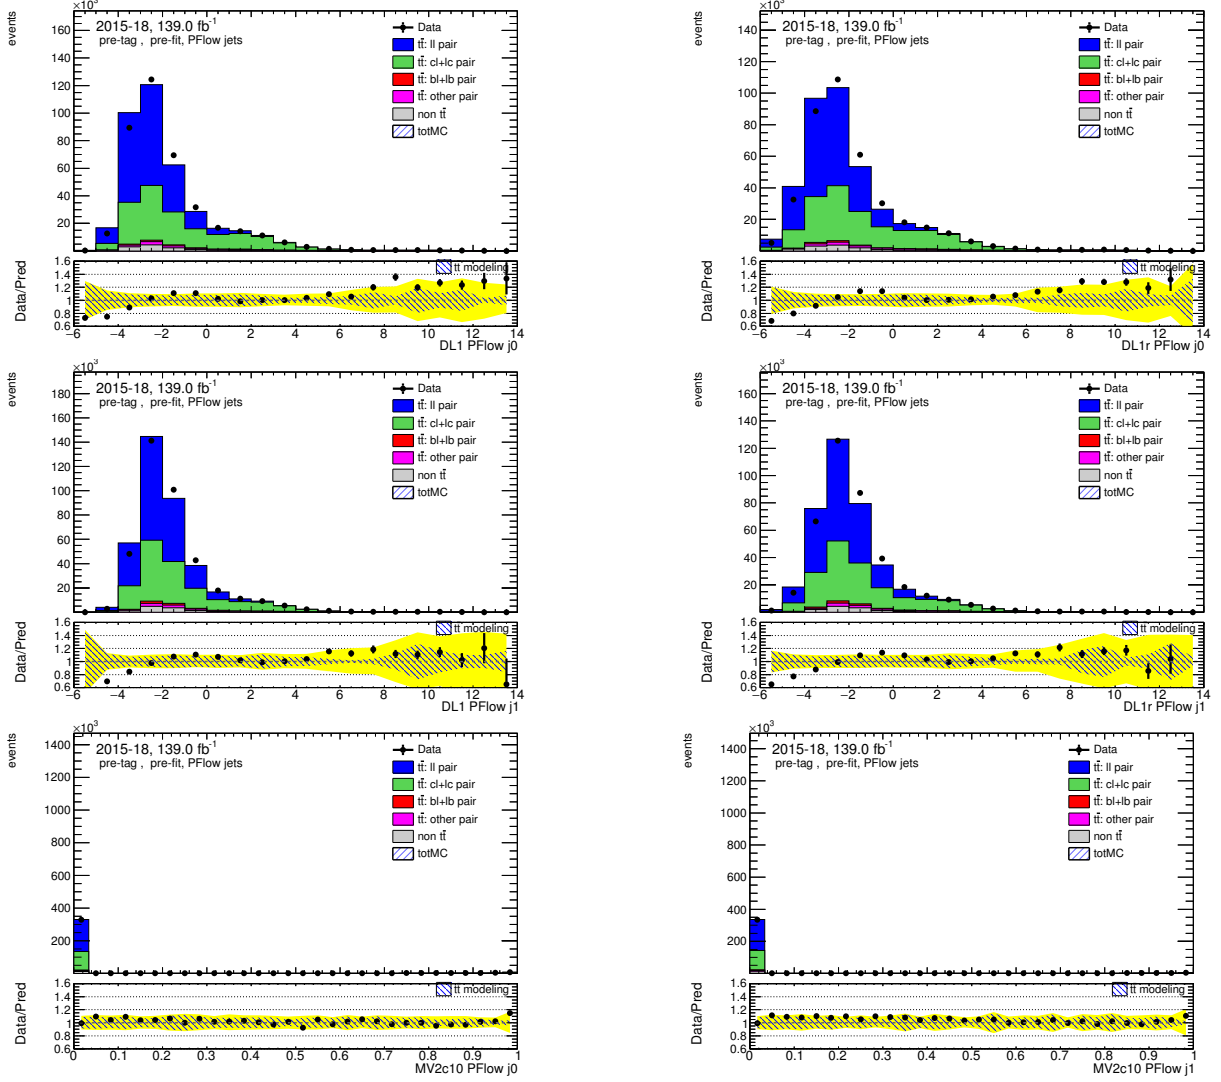 ×10³
events
160
140
120
100
80
60
40
20
2015-18, 139.0 fb⁻¹
pre-tag , pre-fit, PFlow jets
Data
tt̄: ll pair
tt̄: cl+lc pair
tt̄: bl+lb pair
tt̄: other pair
non tt̄
totMC
Data/Pred
1.6
1.4
1.2
1
0.8
0.6
tt̄ modeling
−6 −4 −2 0 2 4 6 8 10 12 14
DL1 PFlow j0
×10³
events
160
140
120
100
80
60
40
20
2015-18, 139.0 fb⁻¹
pre-tag , pre-fit, PFlow jets
Data
tt̄: ll pair
tt̄: cl+lc pair
tt̄: bl+lb pair
tt̄: other pair
non tt̄
totMC
Data/Pred
1.6
1.4
1.2
1
0.8
0.6
tt̄ modeling
−6 −4 −2 0 2 4 6 8 10 12 14
DL1r PFlow j0
×10³
events
180
160
140
120
100
80
60
40
20
2015-18, 139.0 fb⁻¹
pre-tag , pre-fit, PFlow jets
Data
tt̄: ll pair
tt̄: cl+lc pair
tt̄: bl+lb pair
tt̄: other pair
non tt̄
totMC
Data/Pred
1.6
1.4
1.2
1
0.8
0.6
tt̄ modeling
−6 −4 −2 0 2 4 6 8 10 12 14
DL1 PFlow j1
×10³
events
180
160
140
120
100
80
60
40
20
2015-18, 139.0 fb⁻¹
pre-tag , pre-fit, PFlow jets
Data
tt̄: ll pair
tt̄: cl+lc pair
tt̄: bl+lb pair
tt̄: other pair
non tt̄
totMC
Data/Pred
1.6
1.4
1.2
1
0.8
0.6
tt̄ modeling
−6 −4 −2 0 2 4 6 8 10 12 14
DL1r PFlow j1
×10³
events
1400
1200
1000
800
600
400
200
2015-18, 139.0 fb⁻¹
pre-tag , pre-fit, PFlow jets
Data
tt̄: ll pair
tt̄: cl+lc pair
tt̄: bl+lb pair
tt̄: other pair
non tt̄
totMC
Data/Pred
1.6
1.4
1.2
1
0.8
0.6
tt̄ modeling
0 0.1 0.2 0.3 0.4 0.5 0.6 0.7 0.8 0.9 1
MV2c10 PFlow j0
×10³
events
1400
1200
1000
800
600
400
200
2015-18, 139.0 fb⁻¹
pre-tag , pre-fit, PFlow jets
Data
tt̄: ll pair
tt̄: cl+lc pair
tt̄: bl+lb pair
tt̄: other pair
non tt̄
totMC
Data/Pred
1.6
1.4
1.2
1
0.8
0.6
tt̄ modeling
0 0.1 0.2 0.3 0.4 0.5 0.6 0.7 0.8 0.9 1
MV2c10 PFlow j1